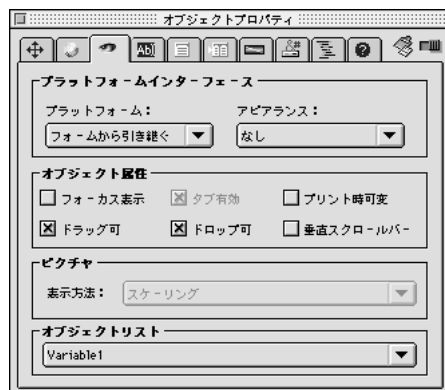 オブジェクトプロパティ
プラットフォームインターフェース
プラットフォーム： アピアランス：
フォームから引き継ぐ なし
オブジェクト属性
フォーカス表示 タブ有効 プリント時可変
ドラッグ可 ドロップ可 垂直スクロールバー
ピクチャ
表示方法： スケーリング
オブジェクトリスト
Variable1